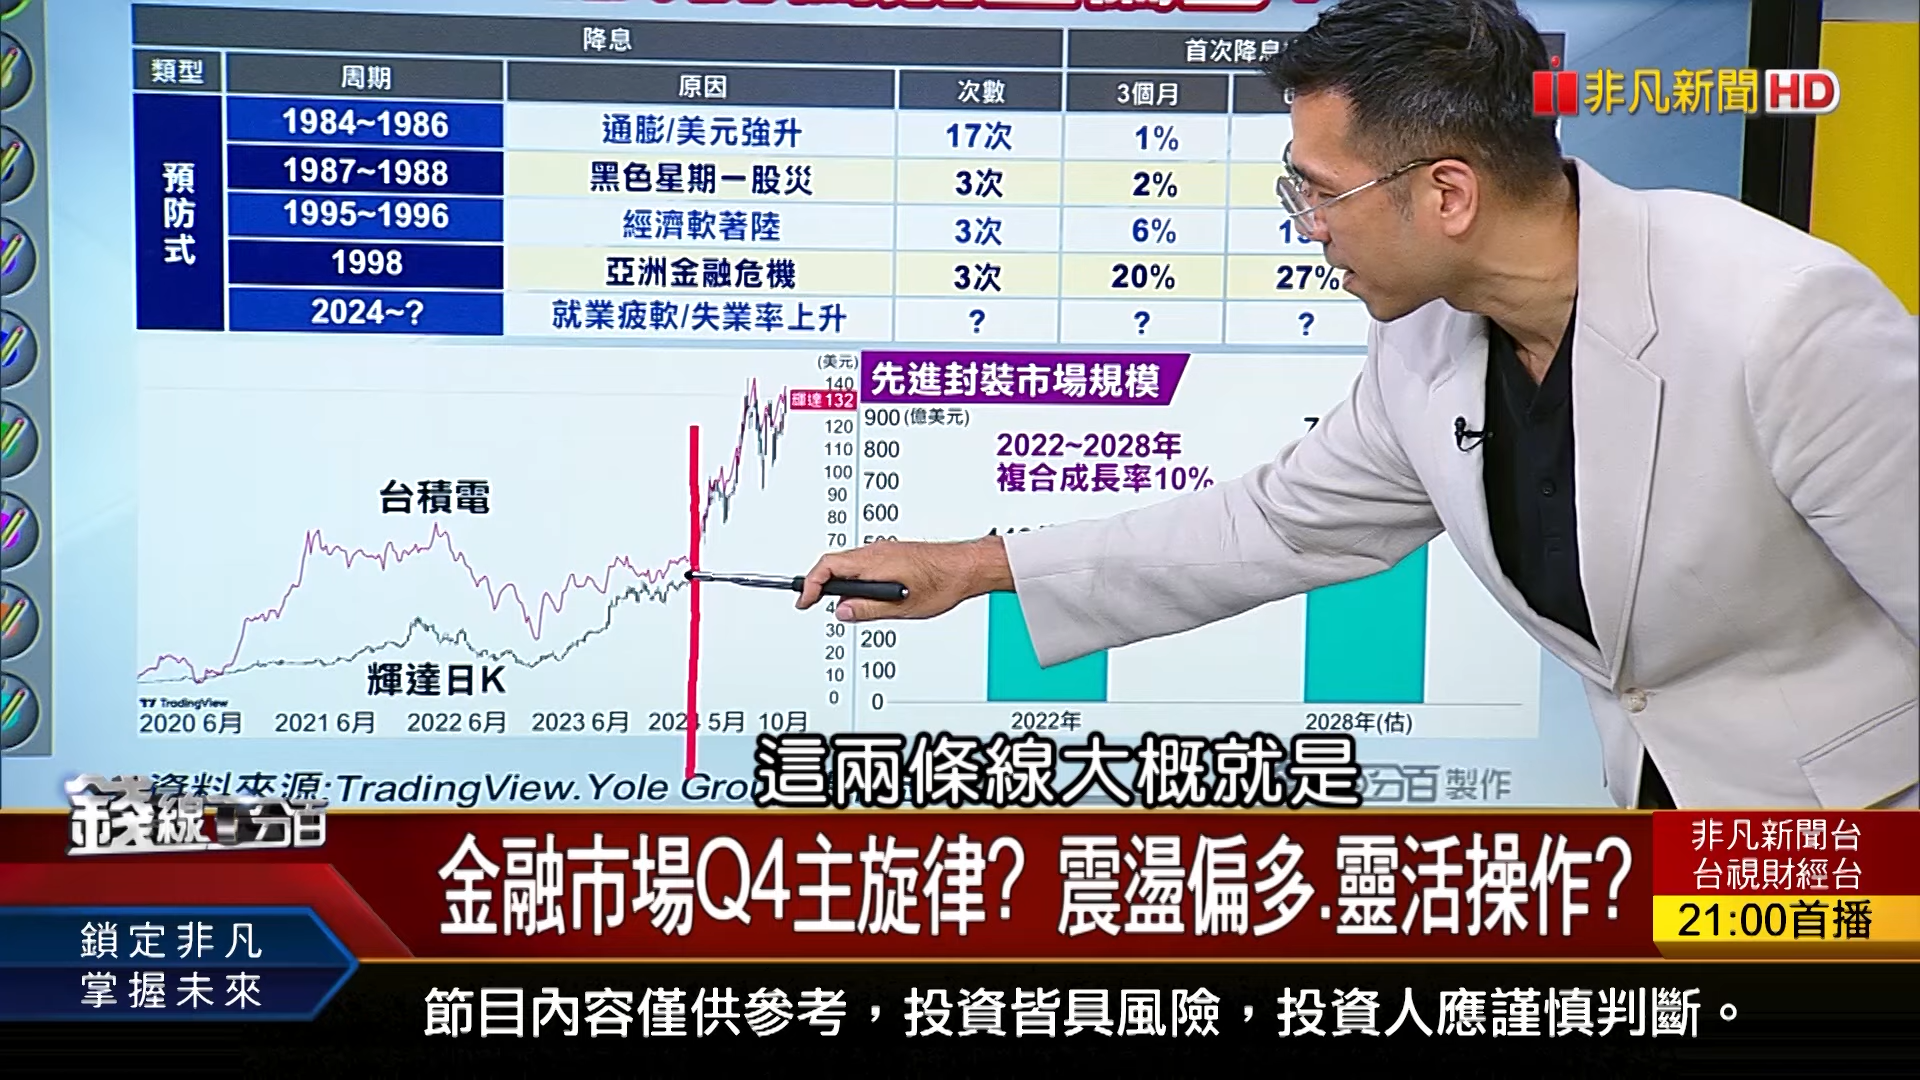 降息
首次降息
類型
周期
原因
次數
3個月
非凡新聞HD
預防式
1984~1986
通膨/美元強升
17次
1%
1987~1988
黑色星期一股災
3次
2%
1995~1996
經濟軟著陸
3次
6%
1998
亞洲金融危機
3次
20%
27%
2024~?
就業疲軟/失業率上升
?
?
?
(美元)
140
輝達 132
120
110
100
90
80
70
30
20
10
0
台積電
輝達日K
TradingView
2020 6月
2021 6月
2022 6月
2023 6月
2024 5月
10月
先進封裝市場規模
900 (億美元)
800
700
600
200
100
0
2022~2028年
複合成長率10%
2022年
2028年(估)
資料來源:TradingView.Yole Grou
分百製作
這兩條線大概就是
錢線百分百
金融市場Q4主旋律? 震盪偏多.靈活操作?
非凡新聞台
台視財經台
21:00首播
鎖定非凡
掌握未來
節目內容僅供參考，投資皆具風險，投資人應謹慎判斷。